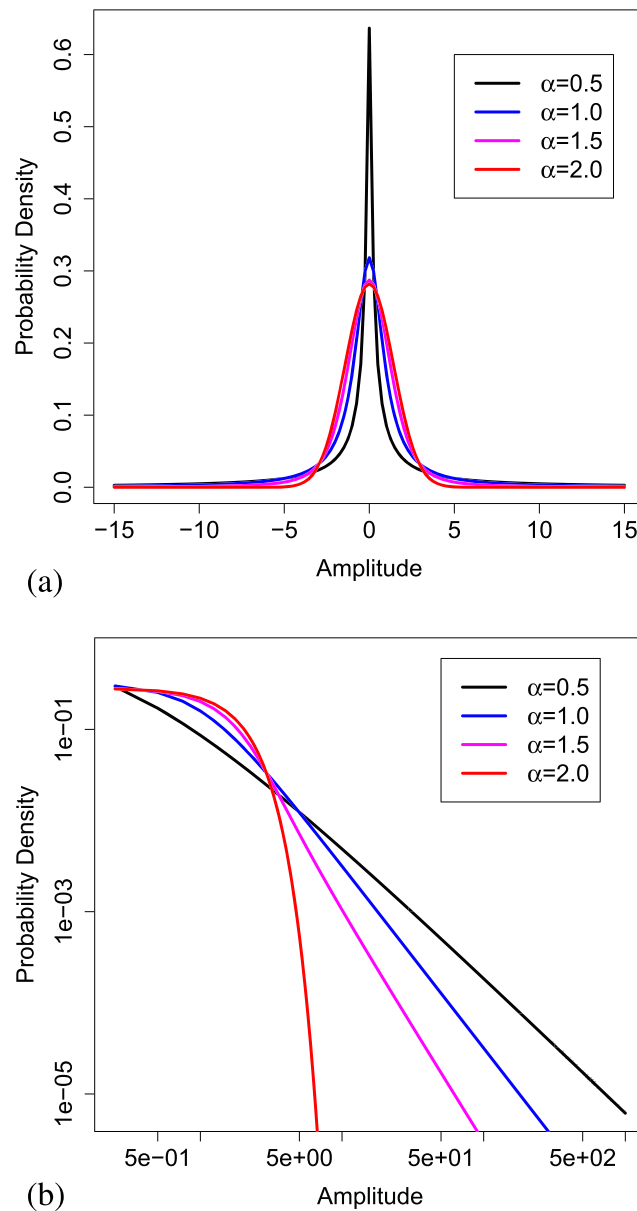 0.0 0.1 0.2 0.3 0.4 0.5 0.6
Probability Density
α=0.5
α=1.0
α=1.5
α=2.0
−15 −10 −5 0 5 10 15
Amplitude
(a)
1e−05 1e−03 1e−01
Probability Density
α=0.5
α=1.0
α=1.5
α=2.0
5e−01 5e+00 5e+01 5e+02
Amplitude
(b)